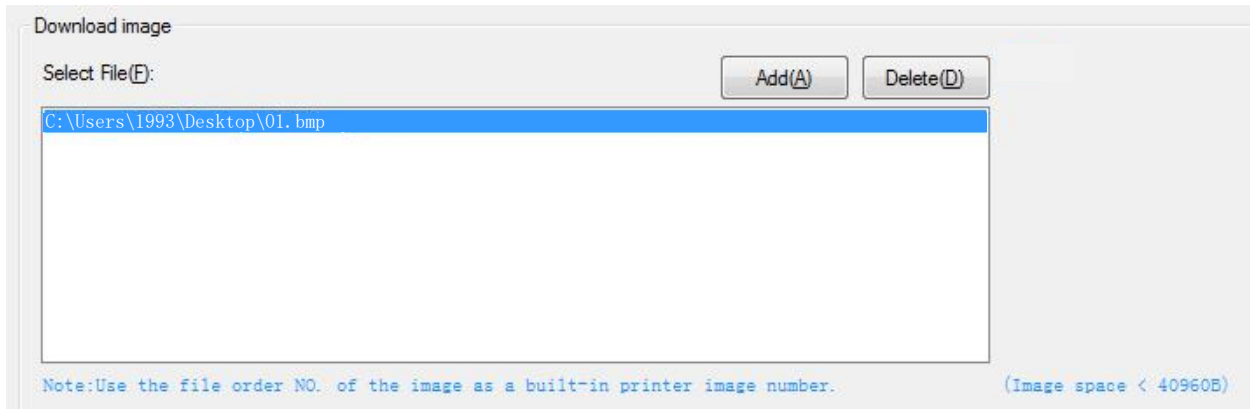 Download image
Select File(F):
Add(A)
Delete(D)
C:\Users\1993\Desktop\01.bmp
Note:Use the file order NO. of the image as a built-in printer image number.
(Image space < 40960B)